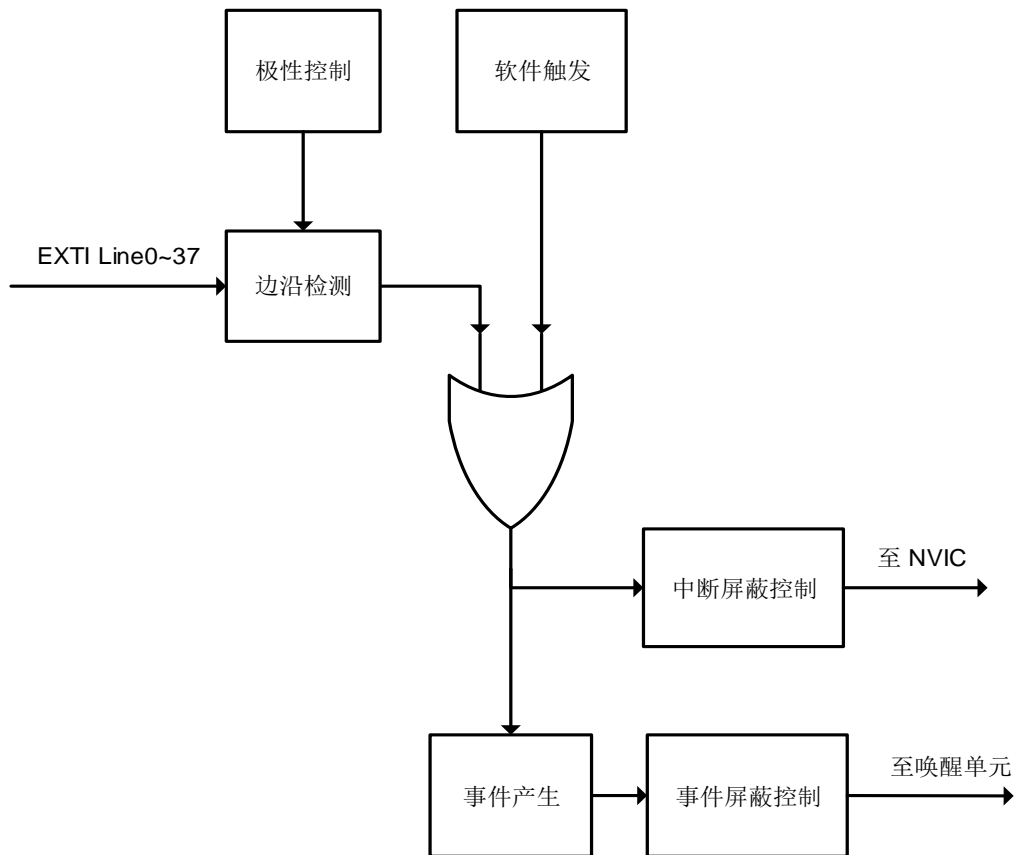 极性控制
软件触发
EXTI Line0~37
边沿检测
至 NVIC
中断屏蔽控制
至唤醒单元
事件产生
事件屏蔽控制